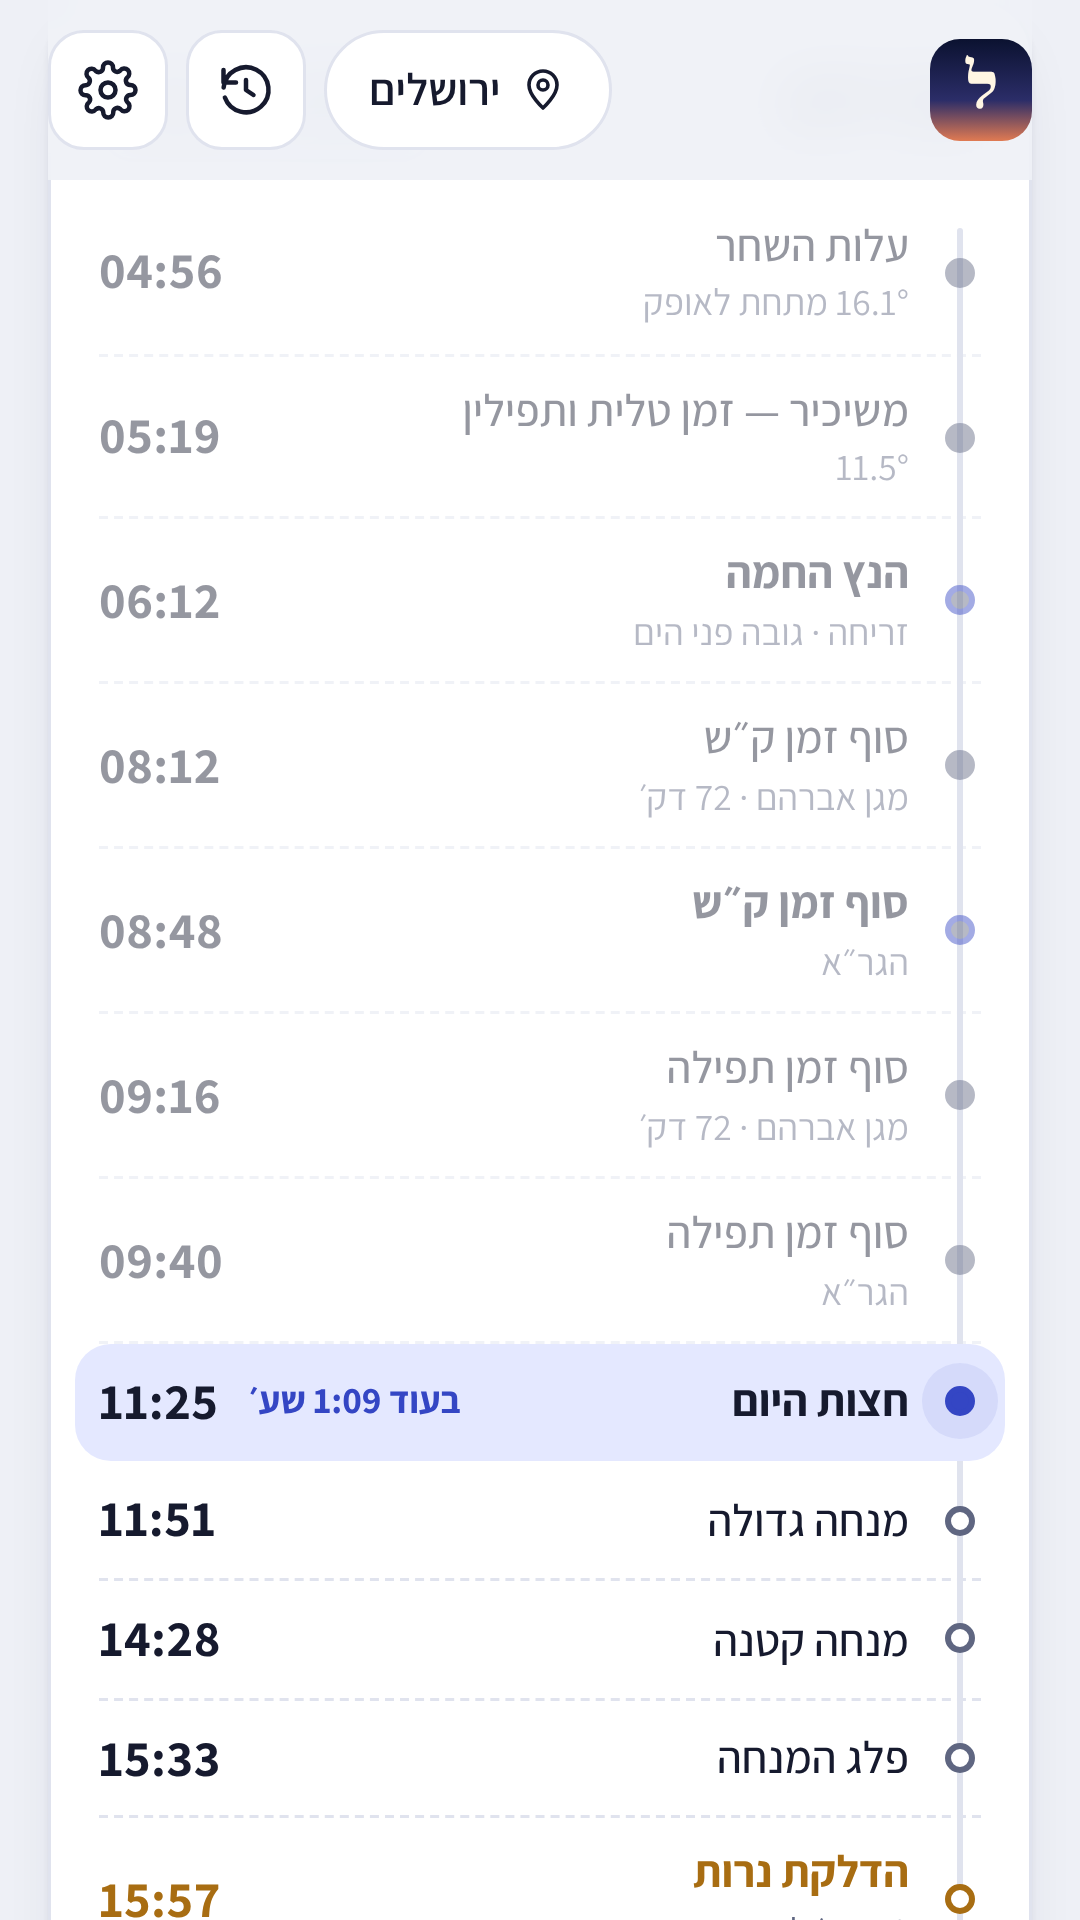 ל
ירושלים
עלות השחר
04:56
16.1° מתחת לאופק
משיכיר — זמן טלית ותפילין
05:19
11.5°
הנץ החמה
06:12
זריחה · גובה פני הים
סוף זמן ק״ש
08:12
מגן אברהם · 72 דק׳
סוף זמן ק״ש
08:48
הגר״א
סוף זמן תפילה
09:16
מגן אברהם · 72 דק׳
סוף זמן תפילה
09:40
הגר״א
חצות היום
בעוד 1:09 שע׳
11:25
מנחה גדולה
11:51
מנחה קטנה
14:28
פלג המנחה
15:33
הדלקת נרות
15:57